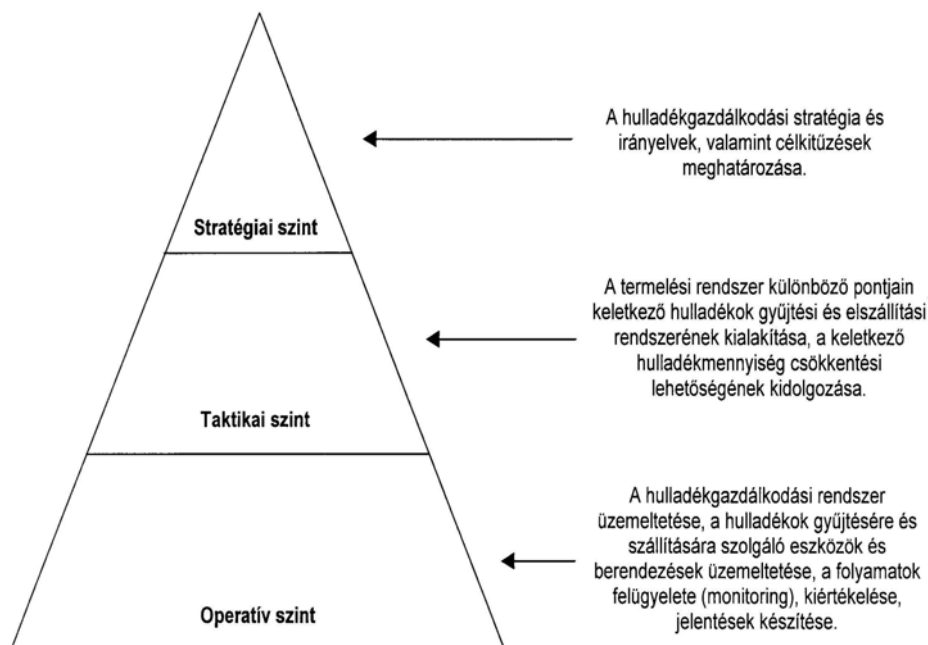 A hulladékgazdálkodási stratégia és
irányelvek, valamint célkitűzések
meghatározása.
Stratégiai szint
A termelési rendszer különböző pontjain
keletkező hulladékok gyűjtési és elszállítási
rendszerének kialakítása, a keletkező
hulladékmennyiség csökkentési
lehetőségének kidolgozása.
Taktikai szint
A hulladékgazdálkodási rendszer
üzemeltetése, a hulladékok gyűjtésére és
szállítására szolgáló eszközök és
berendezések üzemeltetése, a folyamatok
felügyelete (monitoring), kiértékelése,
jelentések készítése.
Operatív szint